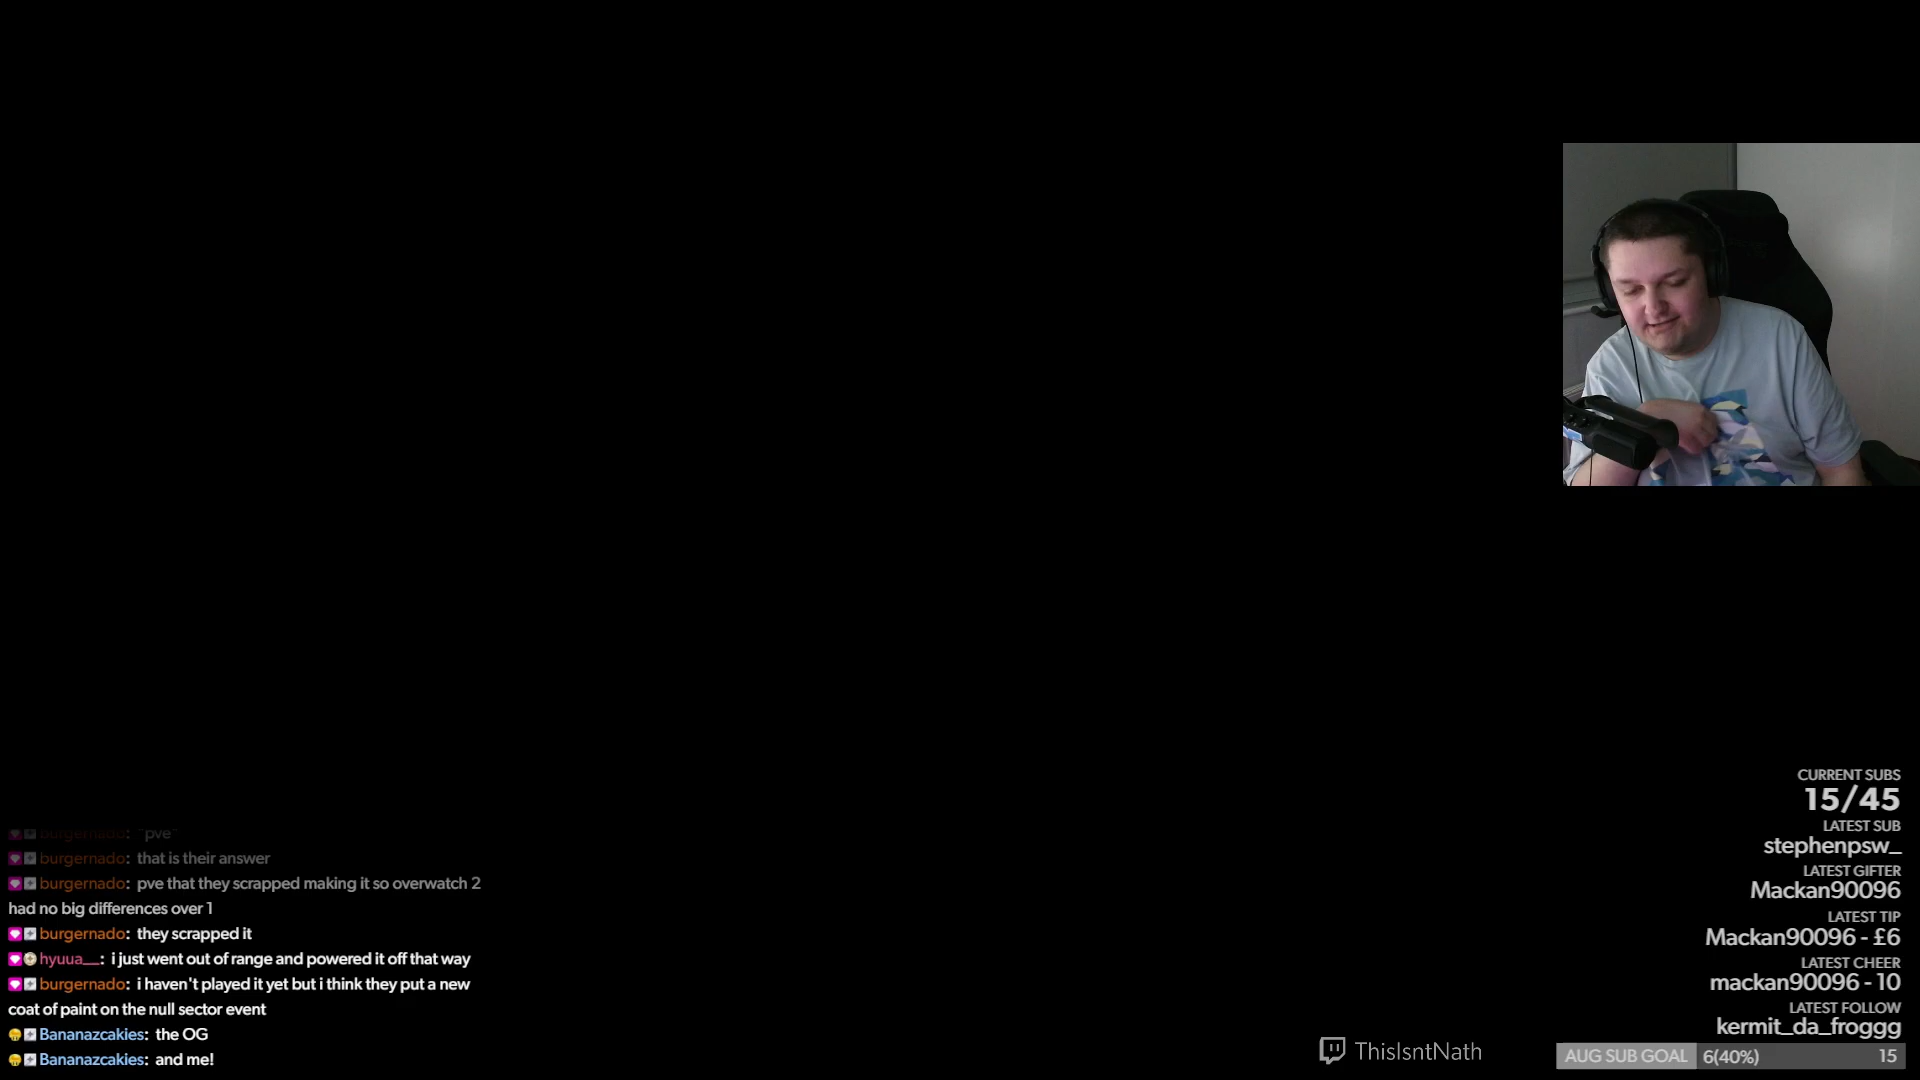 burgernado: "pve"
burgernado: that is their answer
burgernado: pve that they scrapped making it so overwatch 2
had no big differences over 1
burgernado: they scrapped it
hyuua__: i just went out of range and powered it off that way
burgernado: i haven't played it yet but i think they put a new
coat of paint on the null sector event
Bananazcakies: the OG
Bananazcakies: and me!
ThisIsntNath
CURRENT SUBS
15/45
LATEST SUB
stephenpsw_
LATEST GIFTER
Mackan90096
LATEST TIP
Mackan90096 - £6
LATEST CHEER
mackan90096 - 10
LATEST FOLLOW
kermit_da_froggg
AUG SUB GOAL 6(40%) 15